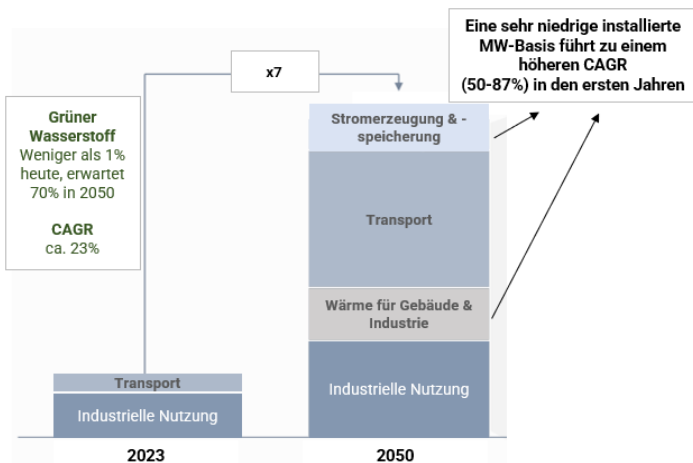 Eine sehr niedrige installierte
MW-Basis führt zu einem
höheren CAGR
(50-87%) in den ersten Jahren
x7
Grüner
Wasserstoff
Weniger als 1%
heute, erwartet
70% in 2050
CAGR
ca. 23%
Stromerzeugung & -
speicherung
Transport
Wärme für Gebäude &
Industrie
Industrielle Nutzung
Transport
Industrielle Nutzung
2023
2050